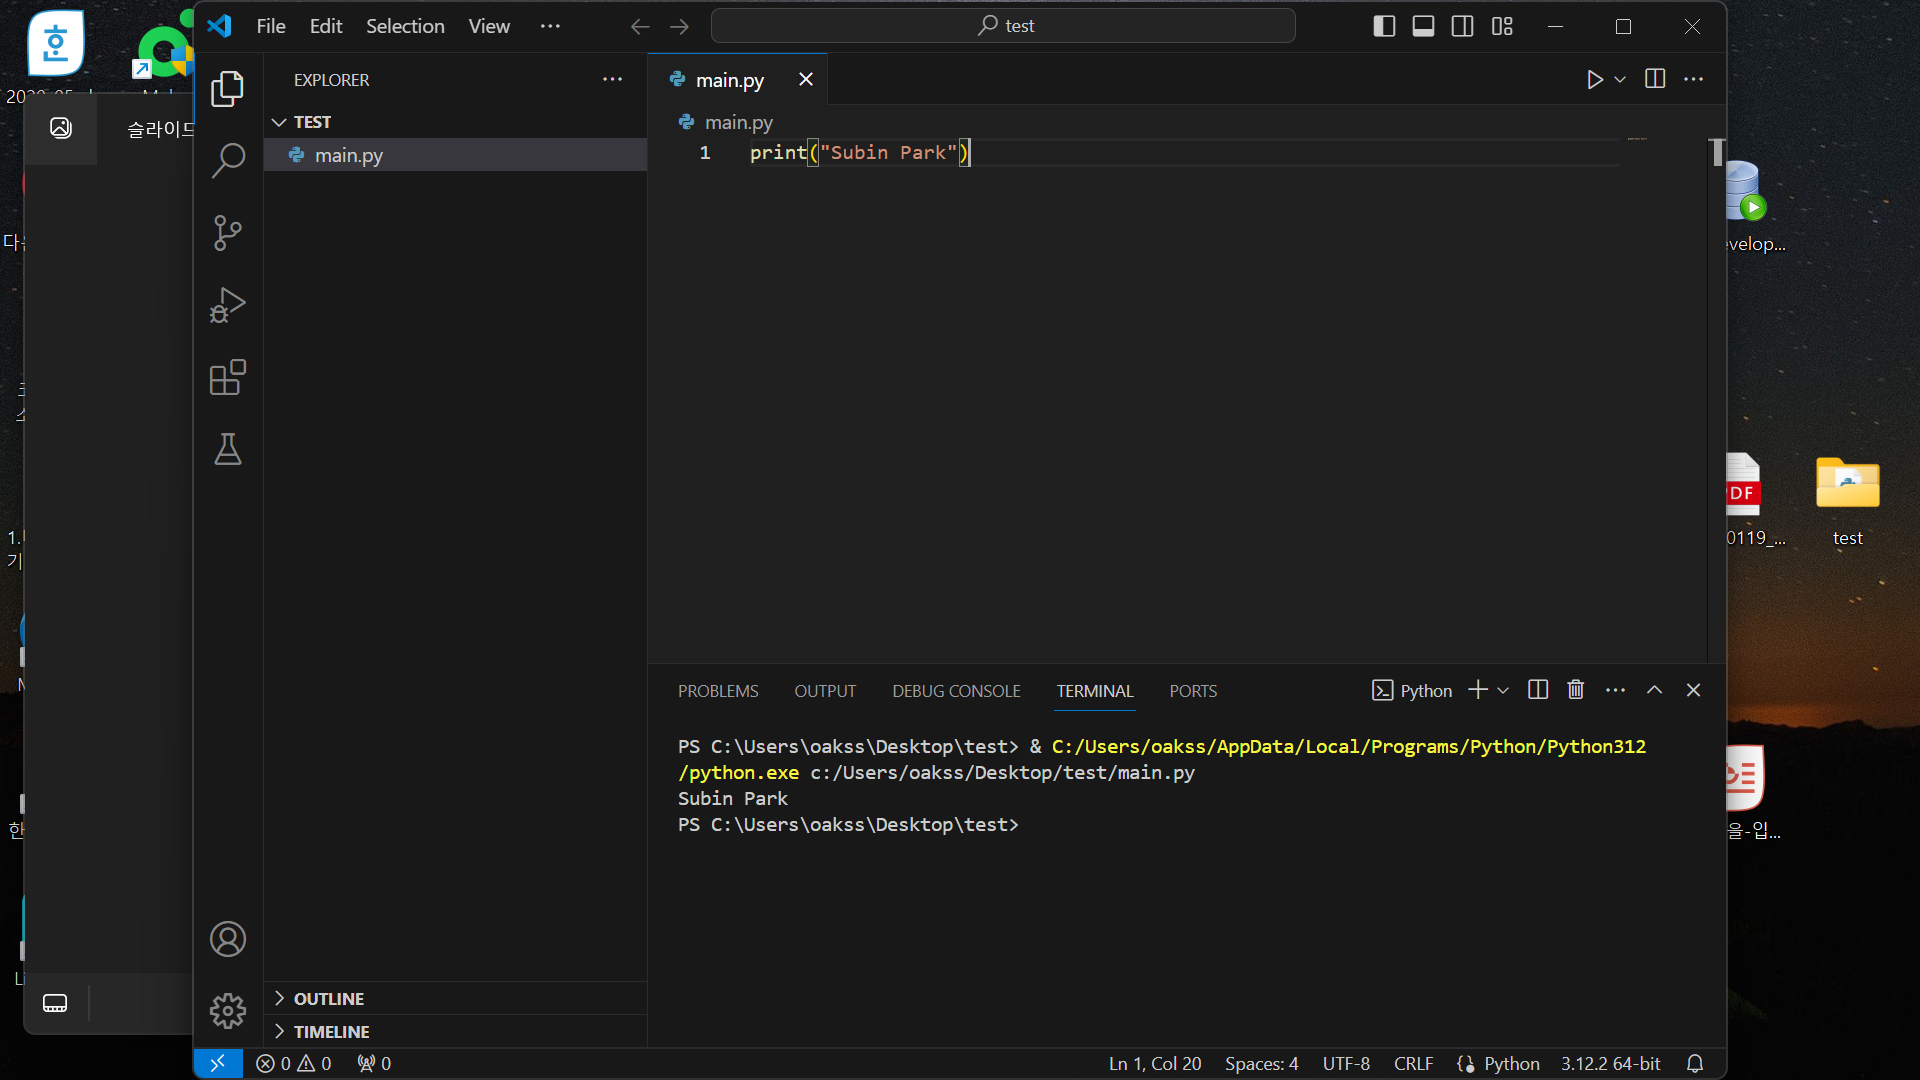 File Edit Selection View ···
test
슬라이드
EXPLORER
TEST
main.py
OUTLINE
TIMELINE
main.py
main.py
1 print("Subin Park")
PROBLEMS OUTPUT DEBUG CONSOLE TERMINAL PORTS
Python
PS C:\Users\oakss\Desktop\test> & C:/Users/oakss/AppData/Local/Programs/Python/Python312
/python.exe c:/Users/oakss/Desktop/test/main.py
Subin Park
PS C:\Users\oakss\Desktop\test>
0 0 0
Ln 1, Col 20 Spaces: 4 UTF-8 CRLF Python 3.12.2 64-bit
evelop...
0119_...
test
을-입...